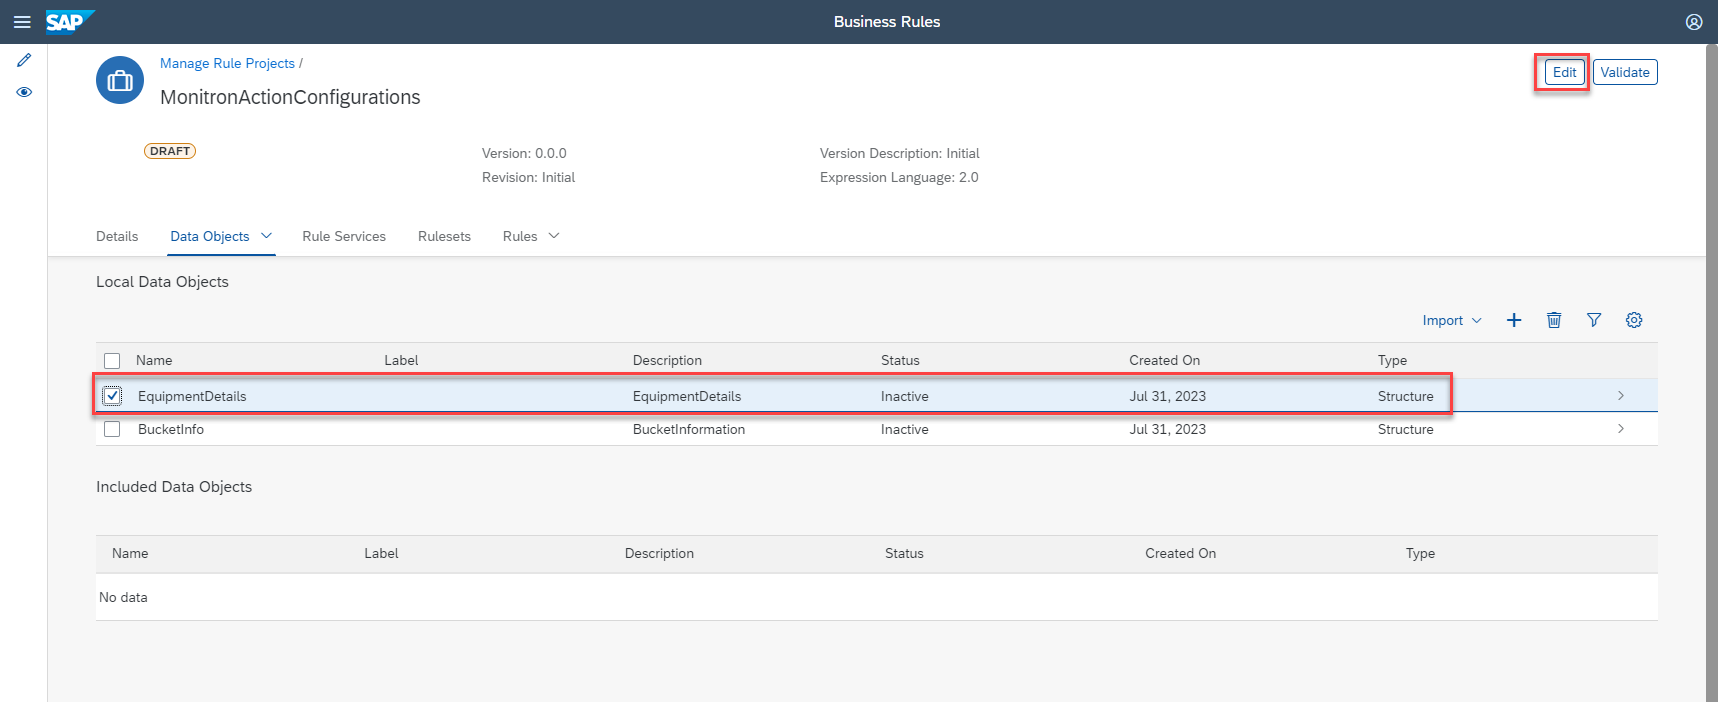 SAP Business Rules
Manage Rule Projects /
MonitronActionConfigurations
Edit Validate
DRAFT
Version: 0.0.0
Revision: Initial
Version Description: Initial
Expression Language: 2.0
Details Data Objects Rule Services Rulesets Rules
Local Data Objects
Import
Name Label Description Status Created On Type
EquipmentDetails EquipmentDetails Inactive Jul 31, 2023 Structure
BucketInfo BucketInformation Inactive Jul 31, 2023 Structure
Included Data Objects
Name Label Description Status Created On Type
No data